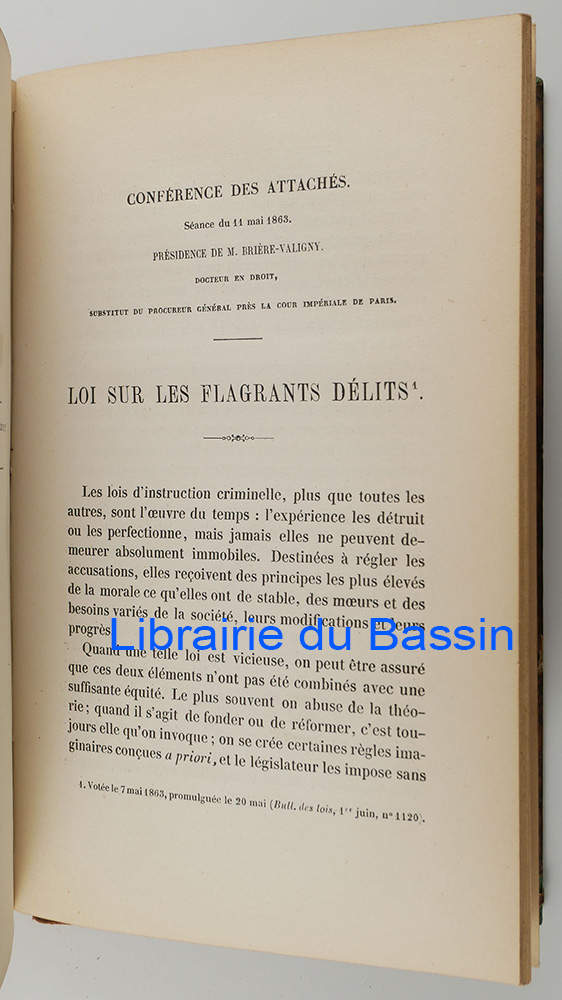 CONFÉRENCE DES ATTACHÉS.
Séance du 11 mai 1863.
PRÉSIDENCE DE M. BRIÈRE-VALIGNY,
DOCTEUR EN DROIT,
SUBSTITUT DU PROCUREUR GÉNÉRAL PRÈS LA COUR IMPÉRIALE DE PARIS.
LOI SUR LES FLAGRANTS DÉLITS¹.
Les lois d'instruction criminelle, plus que toutes les
autres, sont l'œuvre du temps : l'expérience les détruit
ou les perfectionne, mais jamais elles ne peuvent de-
meurer absolument immobiles. Destinées à régler les
accusations, elles reçoivent des principes les plus élevés
de la morale ce qu'elles ont de stable, des mœurs et des
besoins variés de la société, leurs modifications et leurs
progrès
Librairie du Bassin
Quand une telle loi est vicieuse, on peut être assuré
que ces deux éléments n'ont pas été combinés avec une
suffisante équité. Le plus souvent on abuse de la théo-
rie ; quand il s'agit de fonder ou de réformer, c'est tou-
jours elle qu'on invoque ; on se crée certaines règles ima-
ginaires conçues a priori, et le législateur les impose sans
1. Votée le 7 mai 1863, promulguée le 20 mai (Bull. des lois, 1er juin, n° 1120).